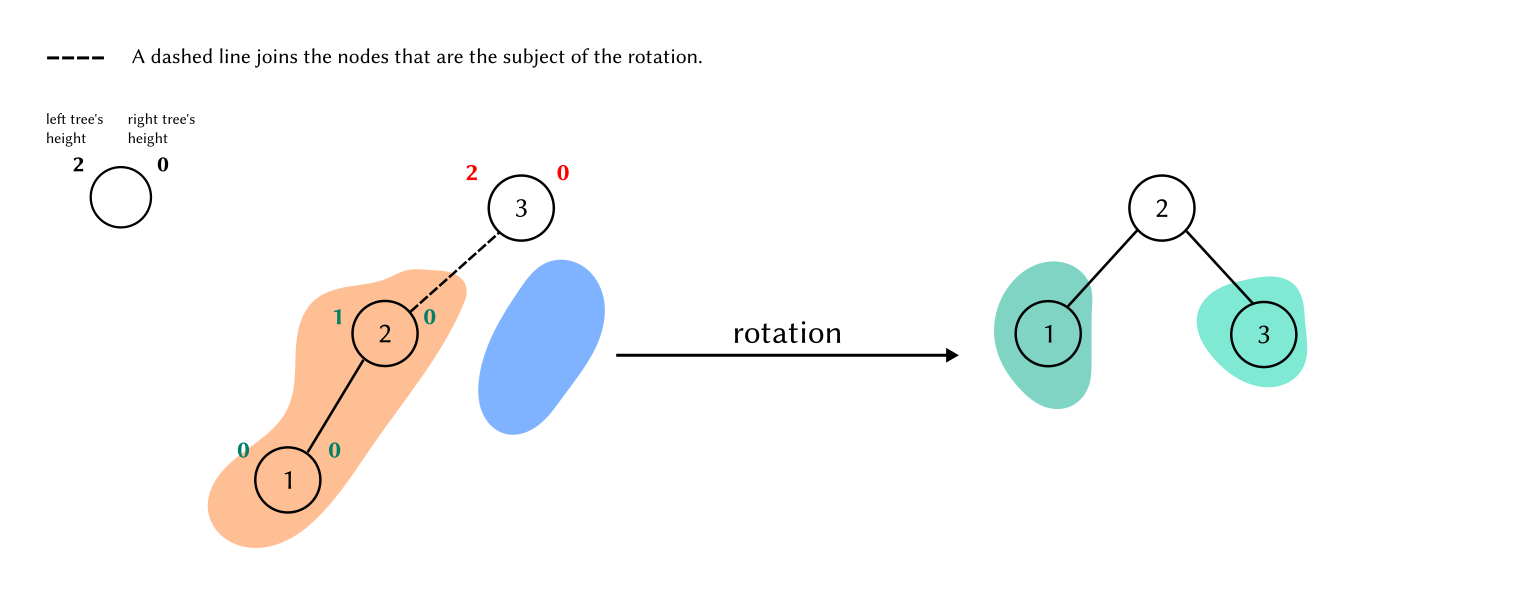 A dashed line joins the nodes that are the subject of the rotation.
left tree's right tree's
height height
2 0
2 0
3
2
1 2 0
rotation
1
3
0 0
1